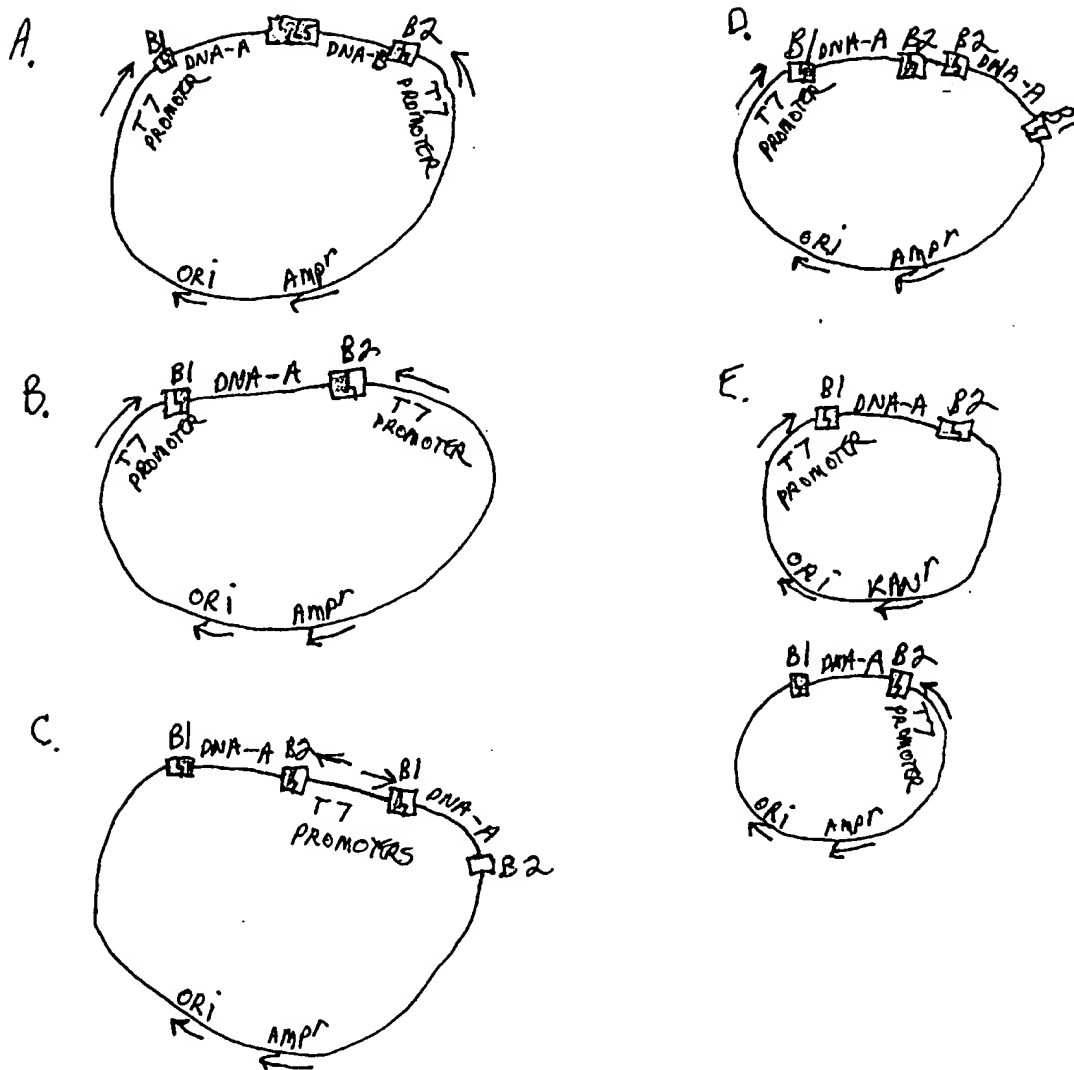 A.
B1
DNA-A
DNA-B
B2
T7
PROMOTER
T7
PROMOTER
ORi
Ampr
B.
B1
DNA-A
B2
T7
PROMOTER
T7
PROMOTER
ORi
Ampr
C.
B1
DNA-A
B2
B1
DNA-A
T7
PROMOTERS
B2
ORi
AMPr
D.
B1
DNA-A
B2
B2
DNA-A
B1
T7
PROMOTER
ORi
AMPr
E.
B1
DNA-A
B2
T7
PROMOTER
ORi
KANr
B1
DNA-A
B2
T7
PROMOTER
ORi
AMPr